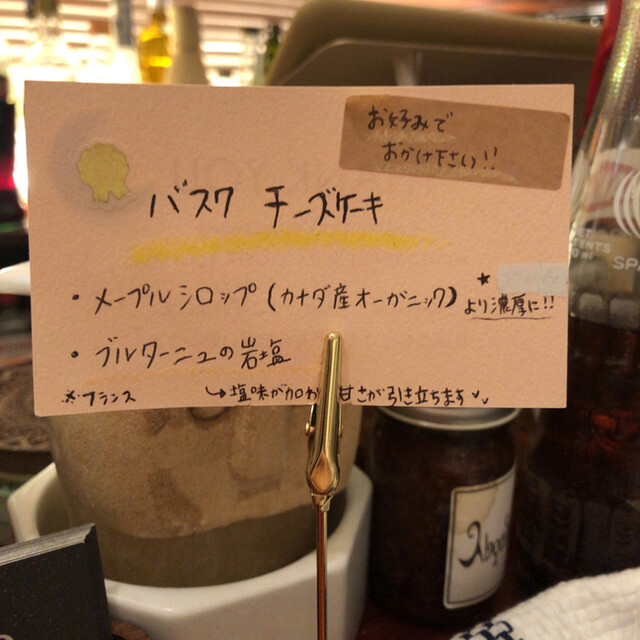 お好みで
おかけ下さい!!
バスク チーズケーキ
・メープルシロップ(カナダ産オーガニック)
★より濃厚に!!
・ブルターニュの岩塩
※フランス
↳塩味が加わ 甘さが引き立ちます
SPA